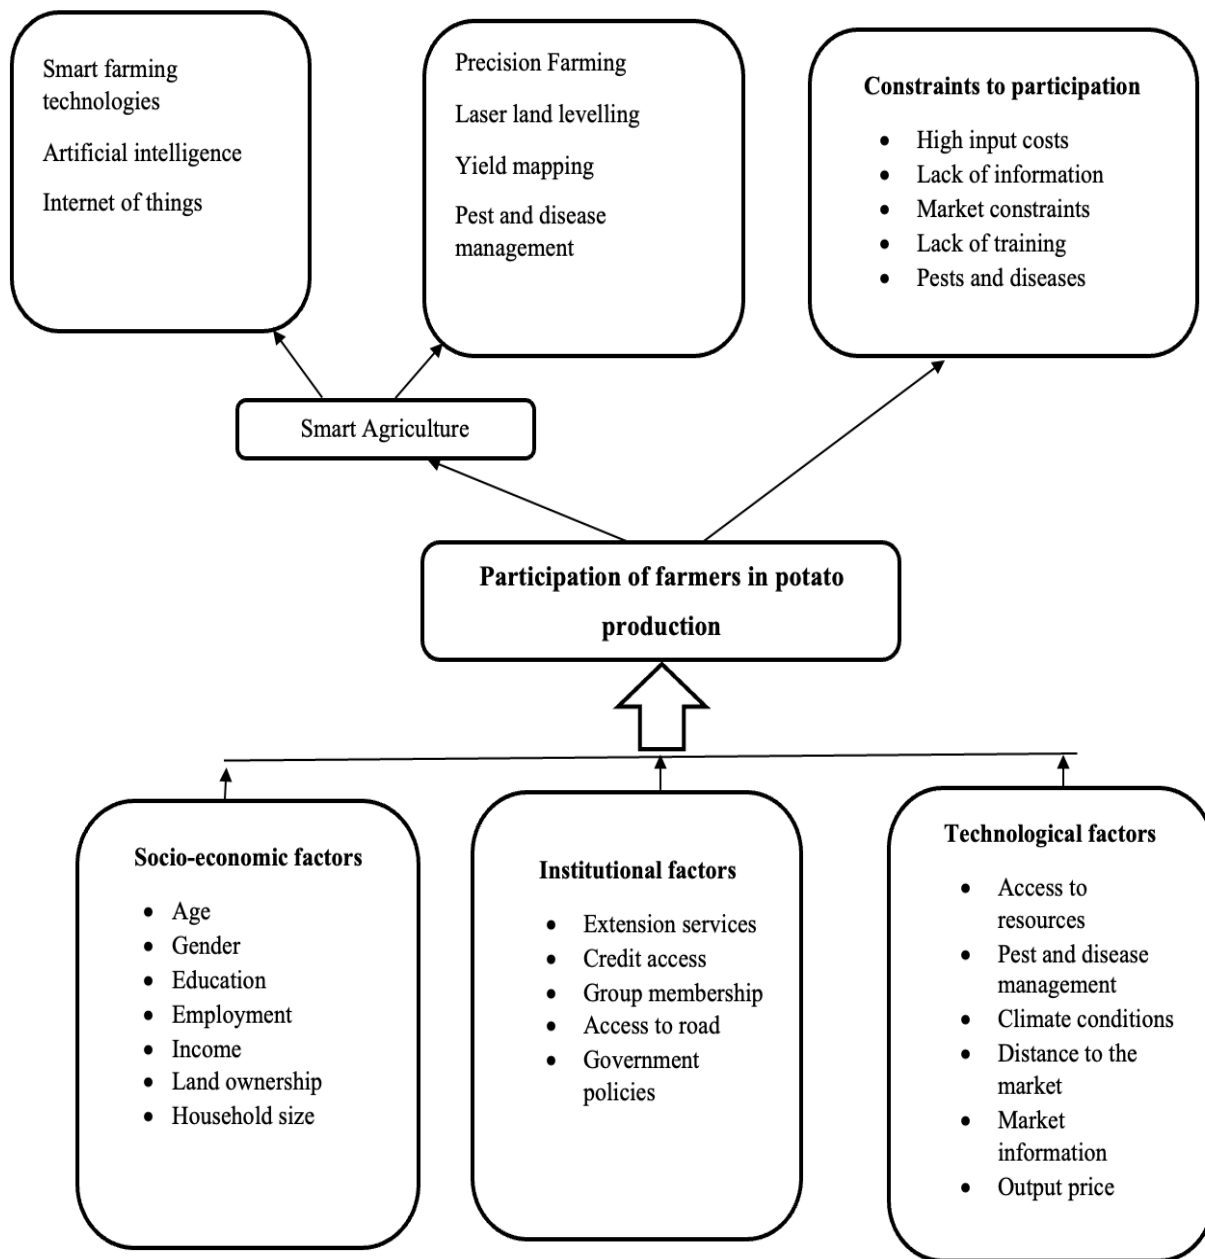 Smart farming
technologies
Artificial intelligence
Internet of things
Precision Farming
Laser land levelling
Yield mapping
Pest and disease
management
Constraints to participation
• High input costs
• Lack of information
• Market constraints
• Lack of training
• Pests and diseases
Smart Agriculture
Participation of farmers in potato
production
Socio-economic factors
• Age
• Gender
• Education
• Employment
• Income
• Land ownership
• Household size
Institutional factors
• Extension services
• Credit access
• Group membership
• Access to road
• Government
policies
Technological factors
• Access to
resources
• Pest and disease
management
• Climate conditions
• Distance to the
market
• Market
information
• Output price